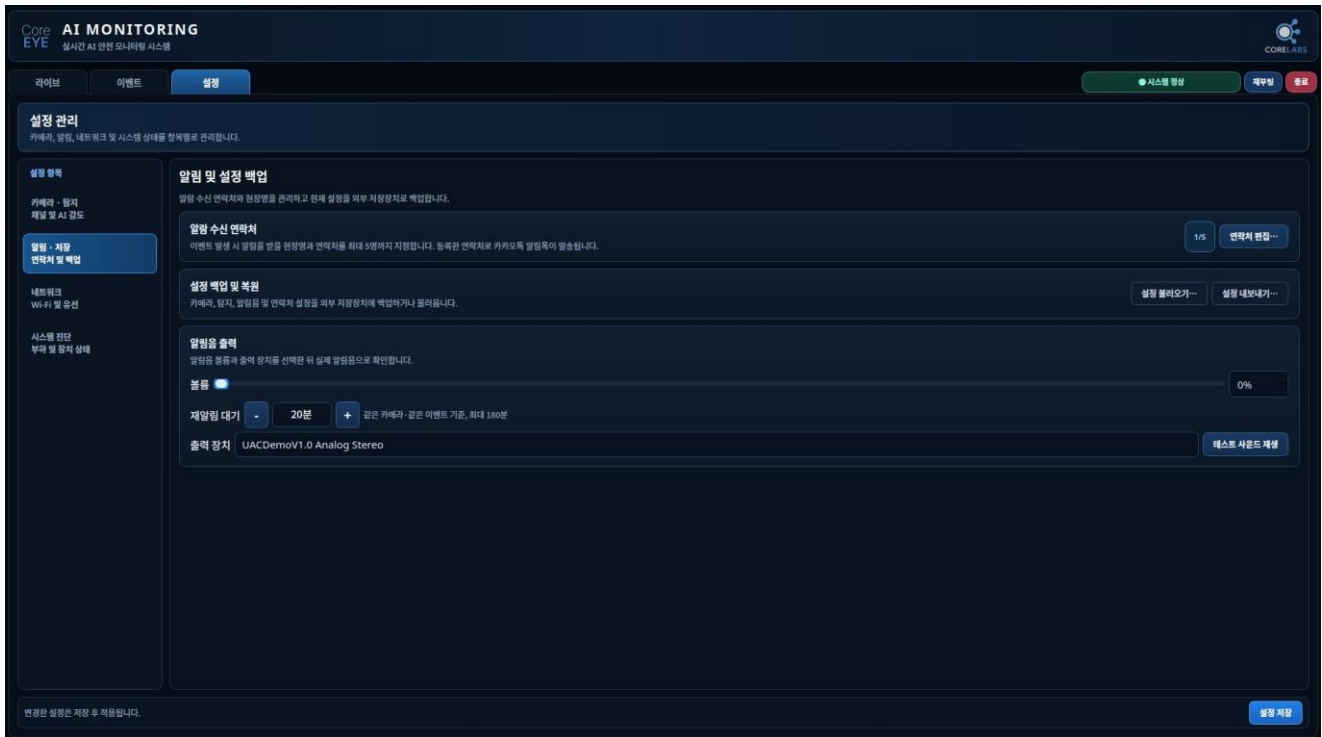 Core EYE
AI MONITORING
실시간 AI 안전 모니터링 시스템
CORELABS
라이브
이벤트
설정
시스템 정상
재부팅
종료
설정 관리
카메라, 알림, 네트워크 및 시스템 상태를 항목별로 관리합니다.
설정 항목
카메라 · 탐지
채널 및 AI 감도
알림 · 저장
연락처 및 백업
네트워크
Wi-Fi 및 유선
시스템 진단
부하 및 장치 상태
알림 및 설정 백업
알람 수신 연락처와 현장명을 관리하고 현재 설정을 외부 저장장치로 백업합니다.
알람 수신 연락처
이벤트 발생 시 알림을 받을 현장명과 연락처를 최대 5명까지 지정합니다. 등록한 연락처로 카카오톡 알림톡이 발송됩니다.
1/5
연락처 편집…
설정 백업 및 복원
카메라, 탐지, 알림음 및 연락처 설정을 외부 저장장치에 백업하거나 불러옵니다.
설정 불러오기…
설정 내보내기…
알림음 출력
알림음 볼륨과 출력 장치를 선택한 뒤 실제 알림음으로 확인합니다.
볼륨
0%
재알림 대기
-
20분
+
같은 카메라·같은 이벤트 기준, 최대 180분
출력 장치
UACDemoV1.0 Analog Stereo
테스트 사운드 재생
변경한 설정은 저장 후 적용됩니다.
설정 저장